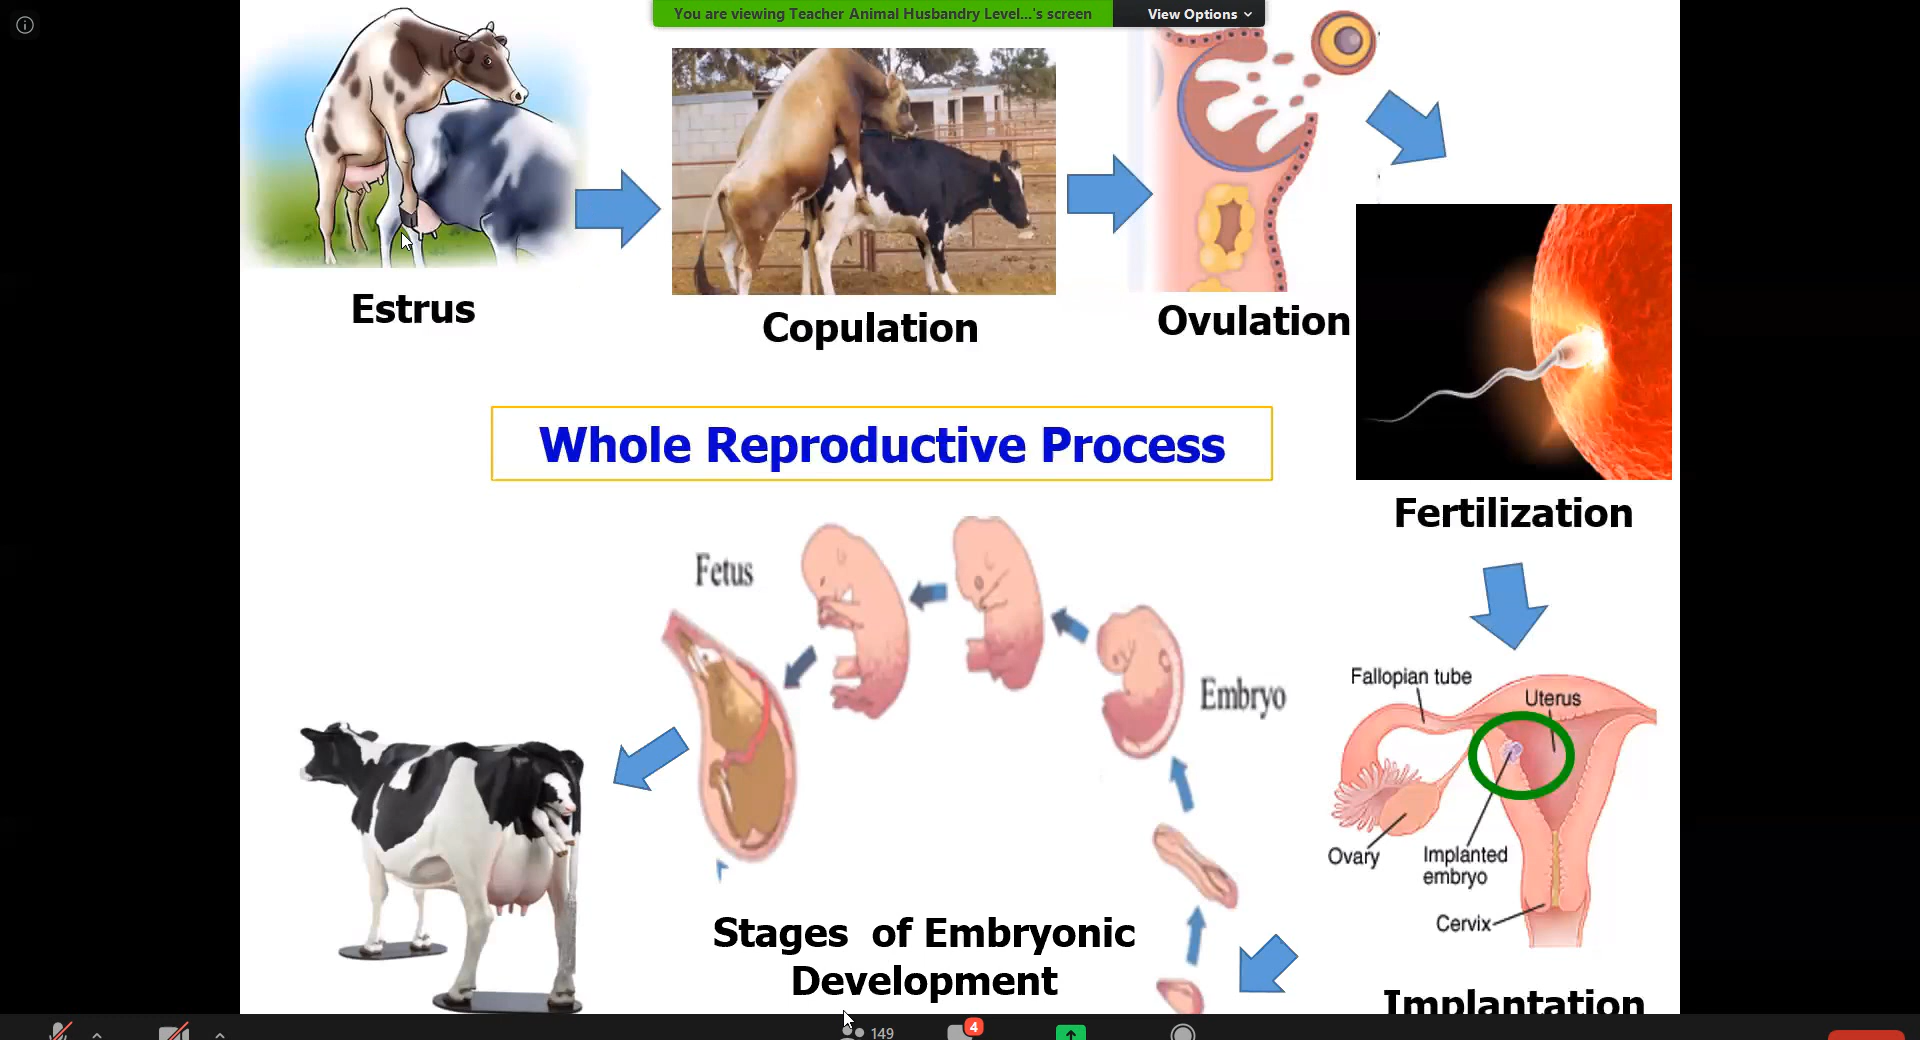 You are viewing Teacher Animal Husbandry Level...'s screen
View Options
Estrus
Copulation
Ovulation
Whole Reproductive Process
Fertilization
Fetus
Embryo
Fallopian tube
Uterus
Ovary
Implanted
embryo
Cervix
Stages of Embryonic
Development
Implantation
149
4